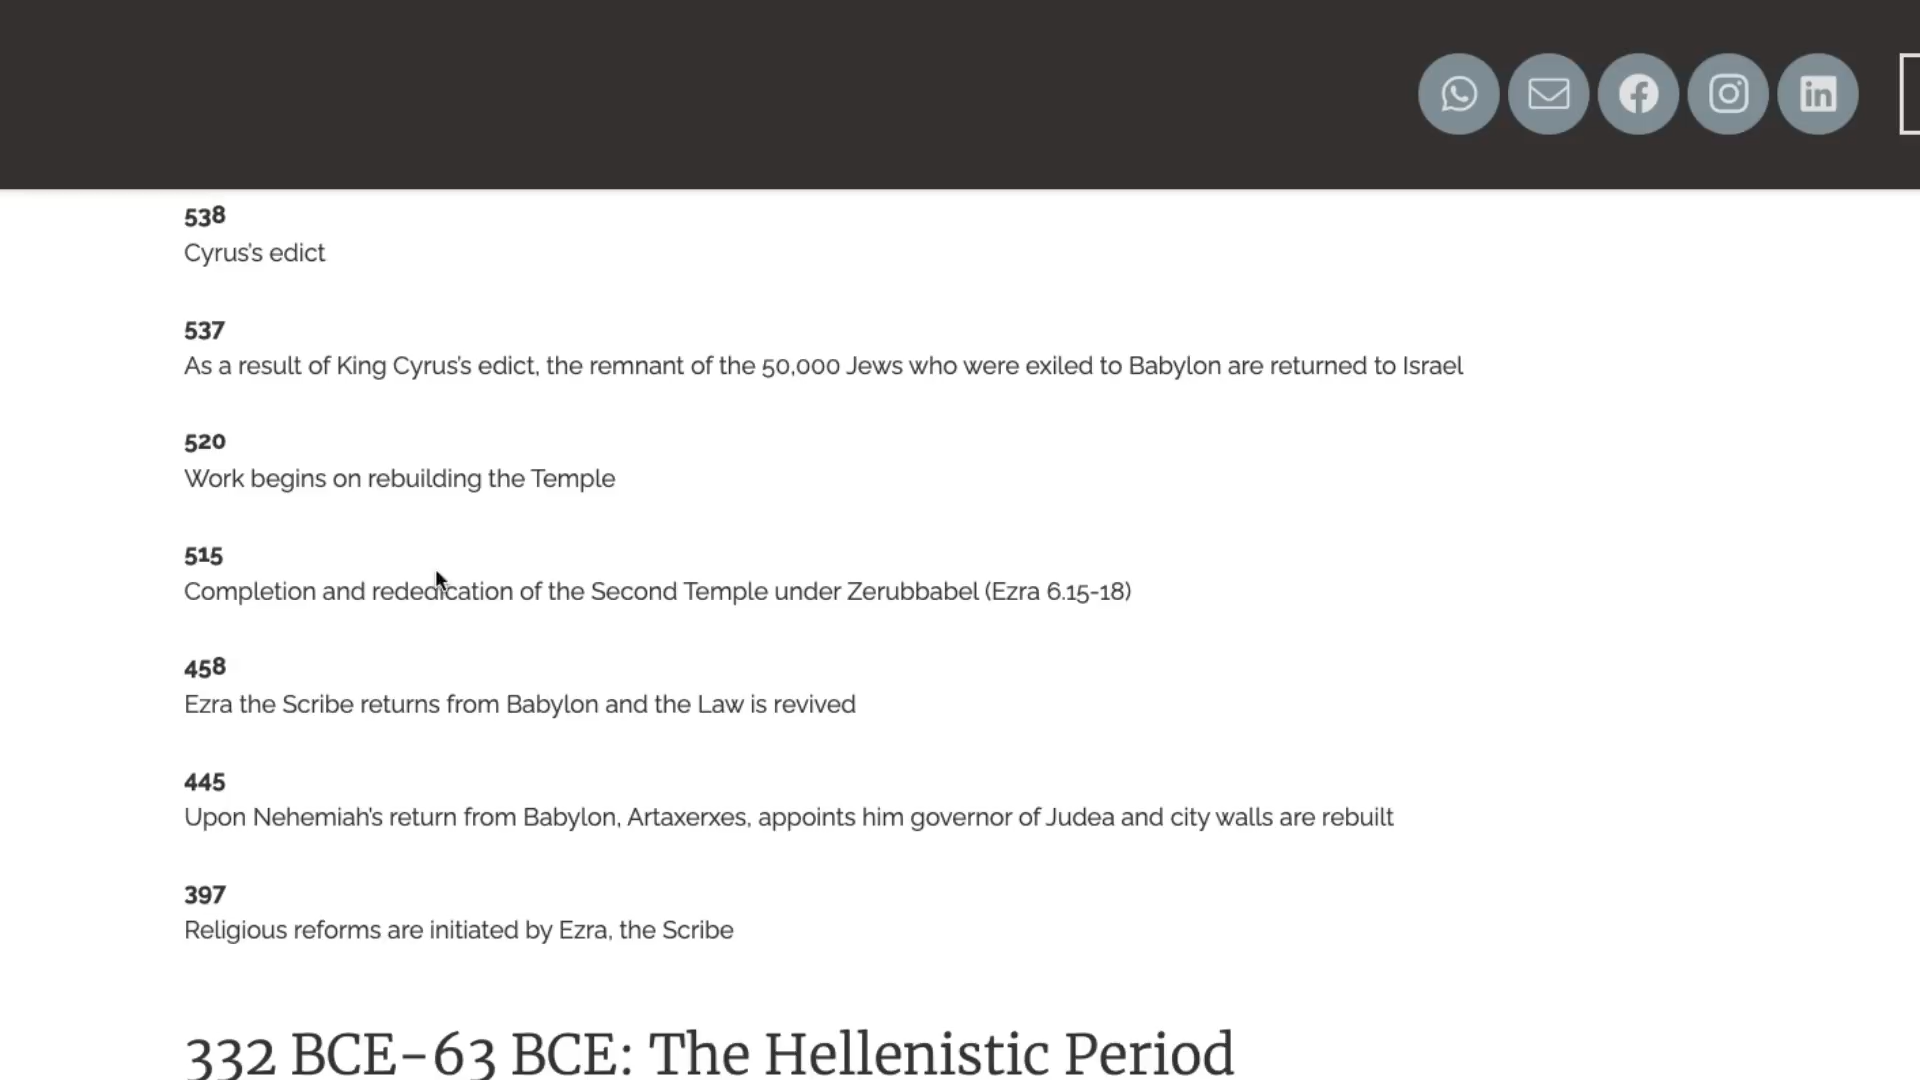 538
Cyrus's edict
537
As a result of King Cyrus's edict, the remnant of the 50,000 Jews who were exiled to Babylon are returned to Israel
520
Work begins on rebuilding the Temple
515
Completion and rededication of the Second Temple under Zerubbabel (Ezra 6.15-18)
458
Ezra the Scribe returns from Babylon and the Law is revived
445
Upon Nehemiah's return from Babylon, Artaxerxes, appoints him governor of Judea and city walls are rebuilt
397
Religious reforms are initiated by Ezra, the Scribe
332 BCE–63 BCE: The Hellenistic Period